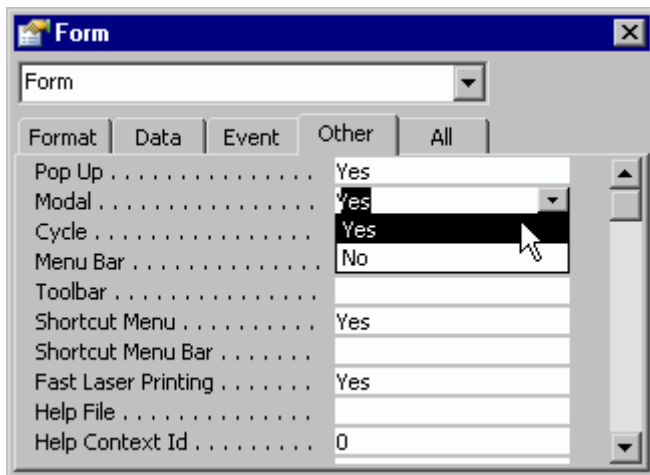 Form
Form
Format Data Event Other All
Pop Up . . . . . . . . . . . . . . . Yes
Modal . . . . . . . . . . . . . . . . Yes
Cycle . . . . . . . . . . . . . . . . Yes
Menu Bar . . . . . . . . . . . . . No
Toolbar . . . . . . . . . . . . . . .
Shortcut Menu . . . . . . . . . Yes
Shortcut Menu Bar . . . . . . .
Fast Laser Printing . . . . . . . Yes
Help File . . . . . . . . . . . . . .
Help Context Id . . . . . . . . . 0